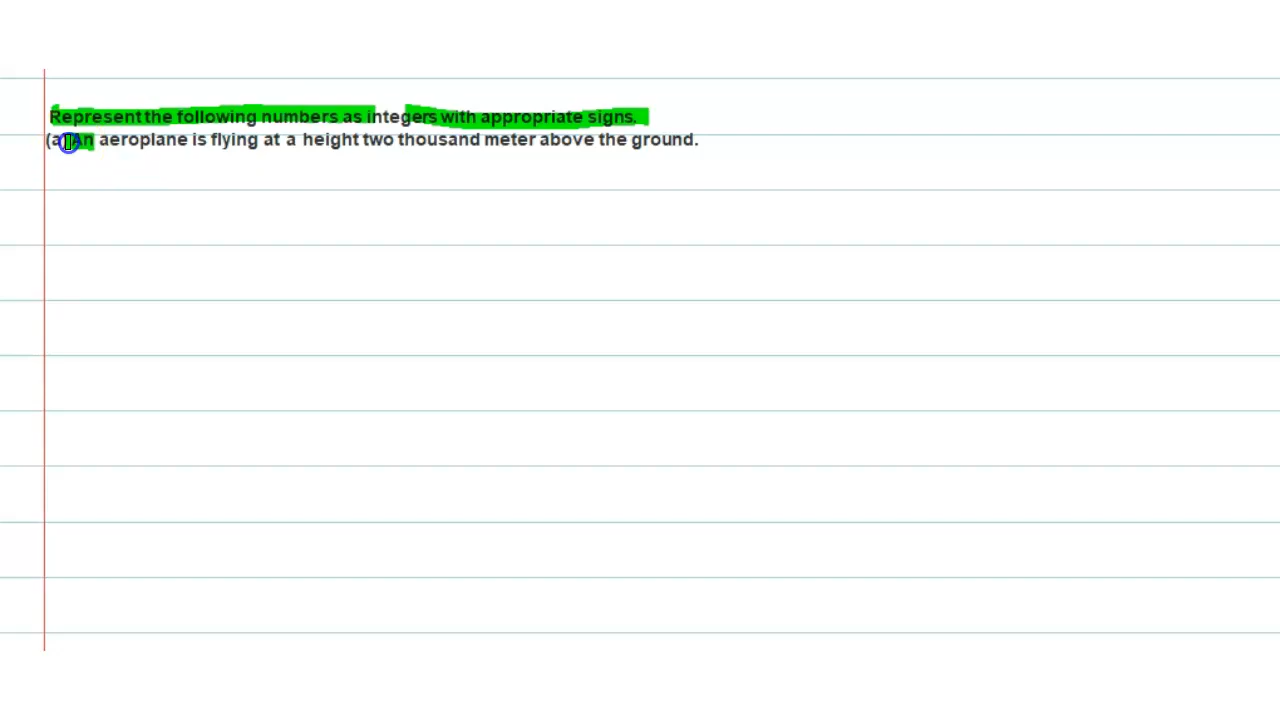 Represent the following numbers as integers with appropriate signs.
(a) An aeroplane is flying at a height two thousand meter above the ground.